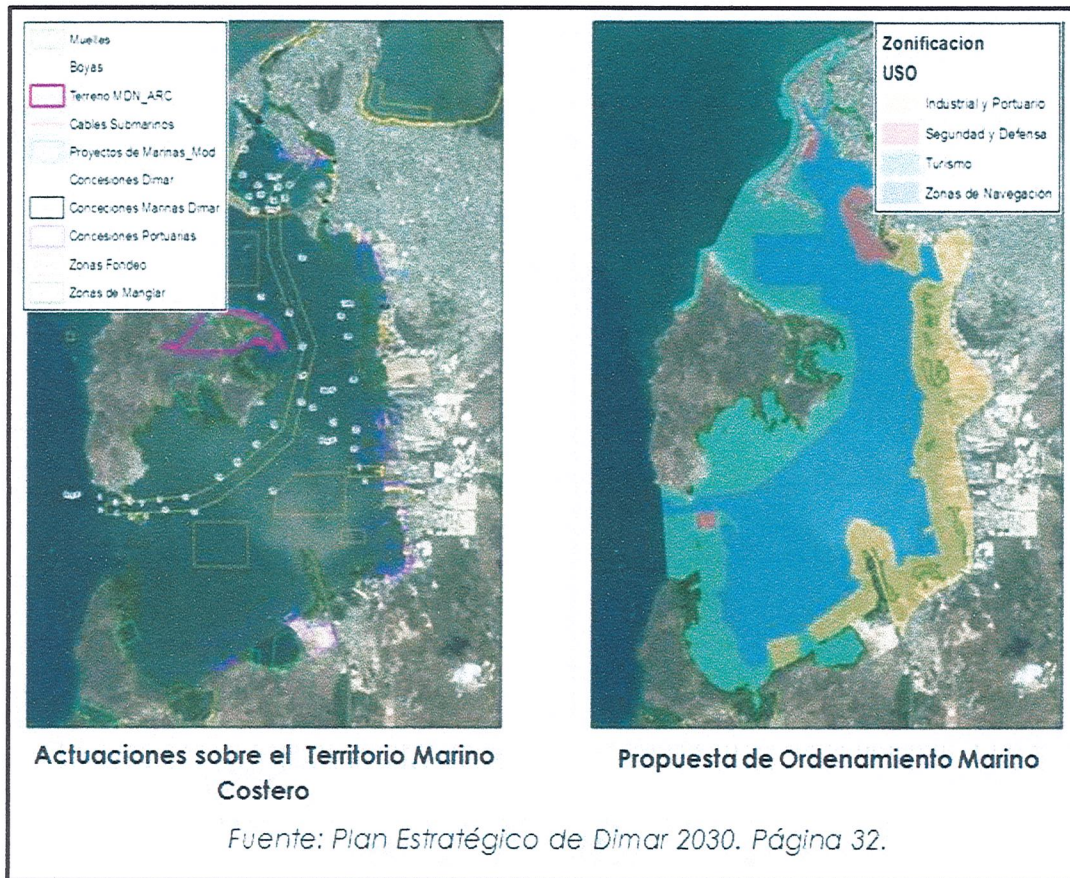 Muelles
Boyas
Terreno MDN_ARC
Cables Submarinos
Proyectos de Marinas_Mod
Concesiones Dimar
Conceciones Marinas Dimar
Concesiones Portuarias
Zonas Fondeo
Zonas de Manglar
Zonificacion
USO
Industrial y Portuario
Seguridad y Defensa
Turismo
Zonas de Navegación
Actuaciones sobre el Territorio Marino
Costero
Propuesta de Ordenamiento Marino
Fuente: Plan Estratégico de Dimar 2030. Página 32.